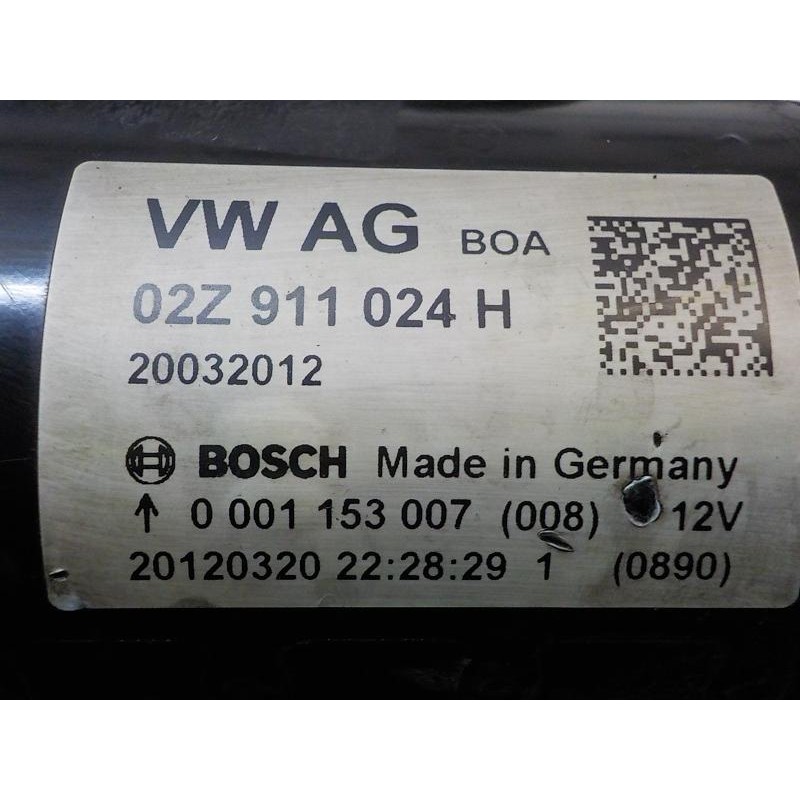 VW AG BOA
02Z 911 024 H
20032012
BOSCH Made in Germany
↑ 0 001 153 007 (008) 12V
20120320 22:28:29 1 (0890)